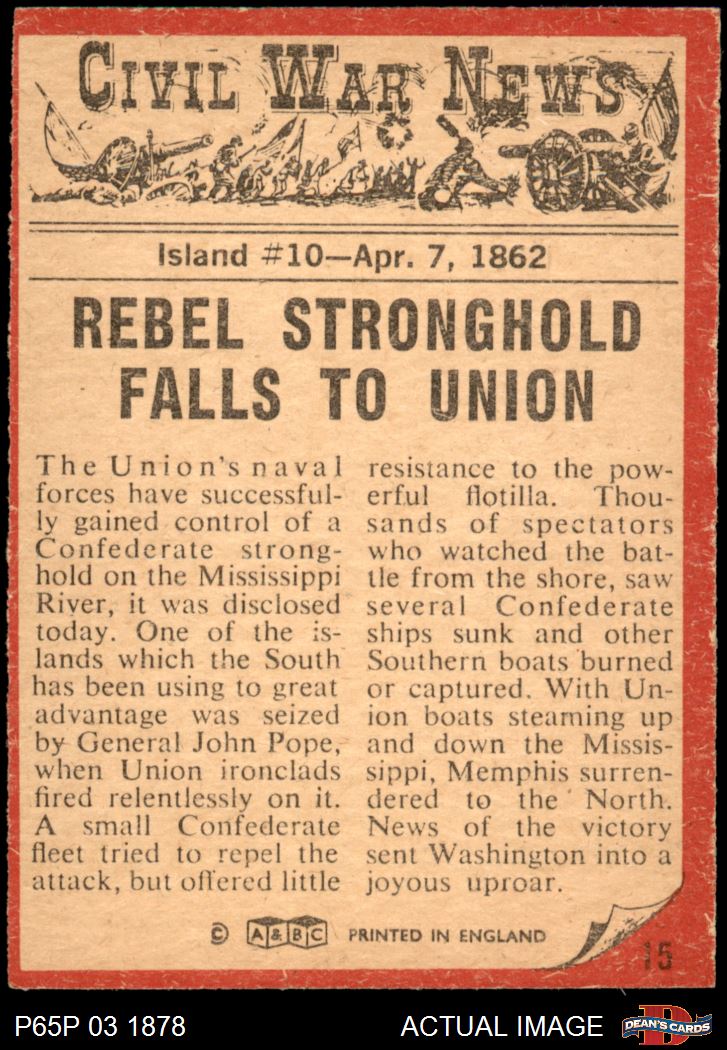 CIVIL WAR NEWS
Island #10—Apr. 7, 1862
REBEL STRONGHOLD
FALLS TO UNION
The Union's naval
forces have successful-
ly gained control of a
Confederate strong-
hold on the Mississippi
River, it was disclosed
today. One of the is-
lands which the South
has been using to great
advantage was seized
by General John Pope,
when Union ironclads
fired relentlessly on it.
A small Confederate
fleet tried to repel the
attack, but offered little
resistance to the pow-
erful flotilla. Thou-
sands of spectators
who watched the bat-
tle from the shore, saw
several Confederate
ships sunk and other
Southern boats burned
or captured. With Un-
ion boats steaming up
and down the Missis-
sippi, Memphis surren-
dered to the North.
News of the victory
sent Washington into a
joyous uproar.
© A&BC PRINTED IN ENGLAND
15
P65P 03 1878
ACTUAL IMAGE
D
DEAN'S CARDS